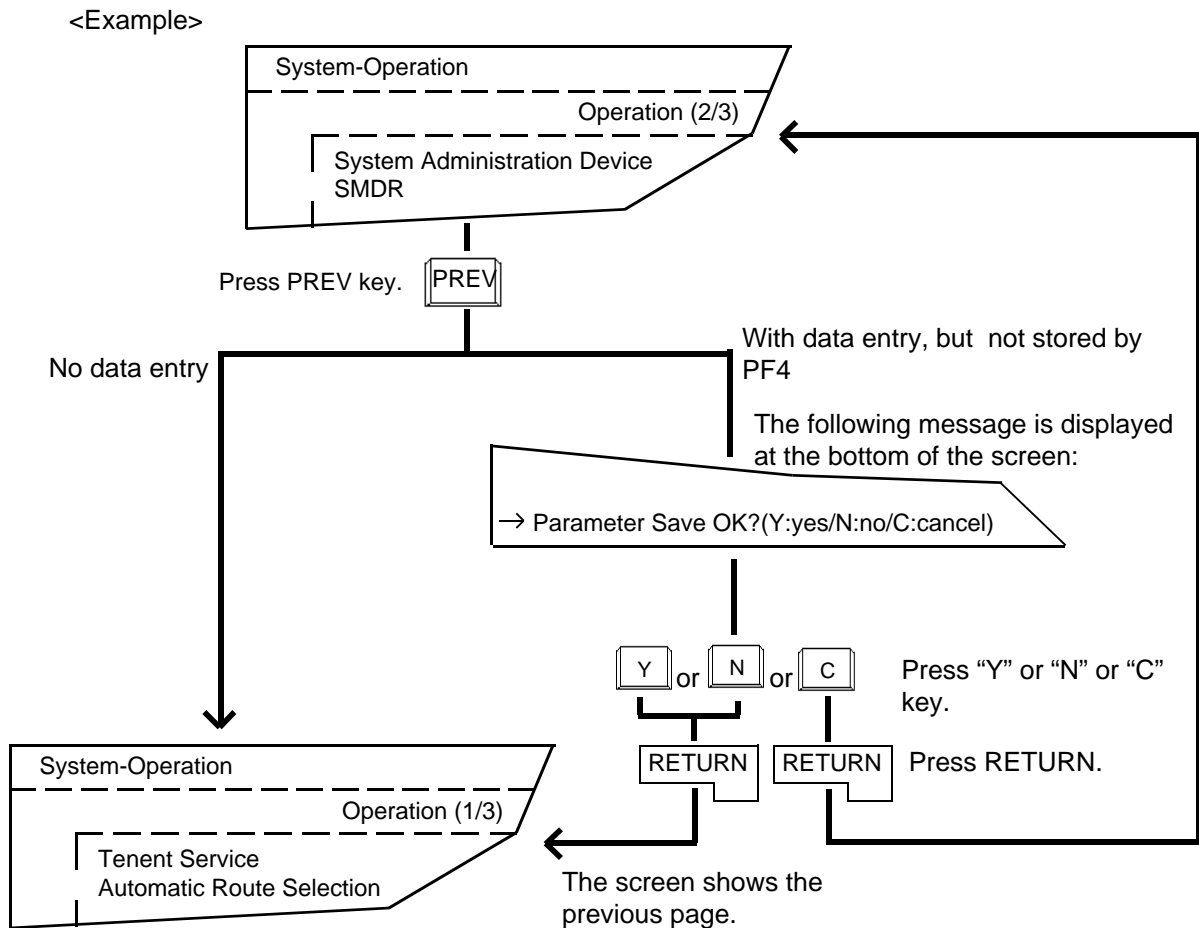 <Example>
System-Operation
Operation (2/3)
System Administration Device
SMDR
Press PREV key.
PREV
No data entry
With data entry, but  not stored by
PF4
The following message is displayed
at the bottom of the screen:
→ Parameter Save OK?(Y:yes/N:no/C:cancel)
Y or N or C
Press “Y” or “N” or “C”
key.
RETURN
RETURN
Press RETURN.
System-Operation
Operation (1/3)
Tenent Service
Automatic Route Selection
The screen shows the
previous page.